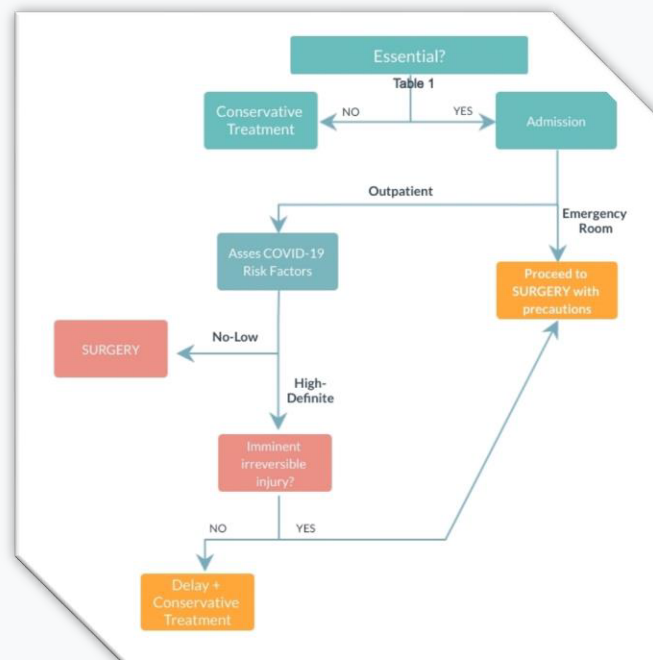 Essential?
Table 1
Conservative
Treatment
NO
YES
Admission
Outpatient
Emergency
Room
Asses COVID-19
Risk Factors
Proceed to
SURGERY with
precautions
SURGERY
No-Low
High-
Definite
Imminent
irreversible
injury?
NO
YES
Delay +
Conservative
Treatment